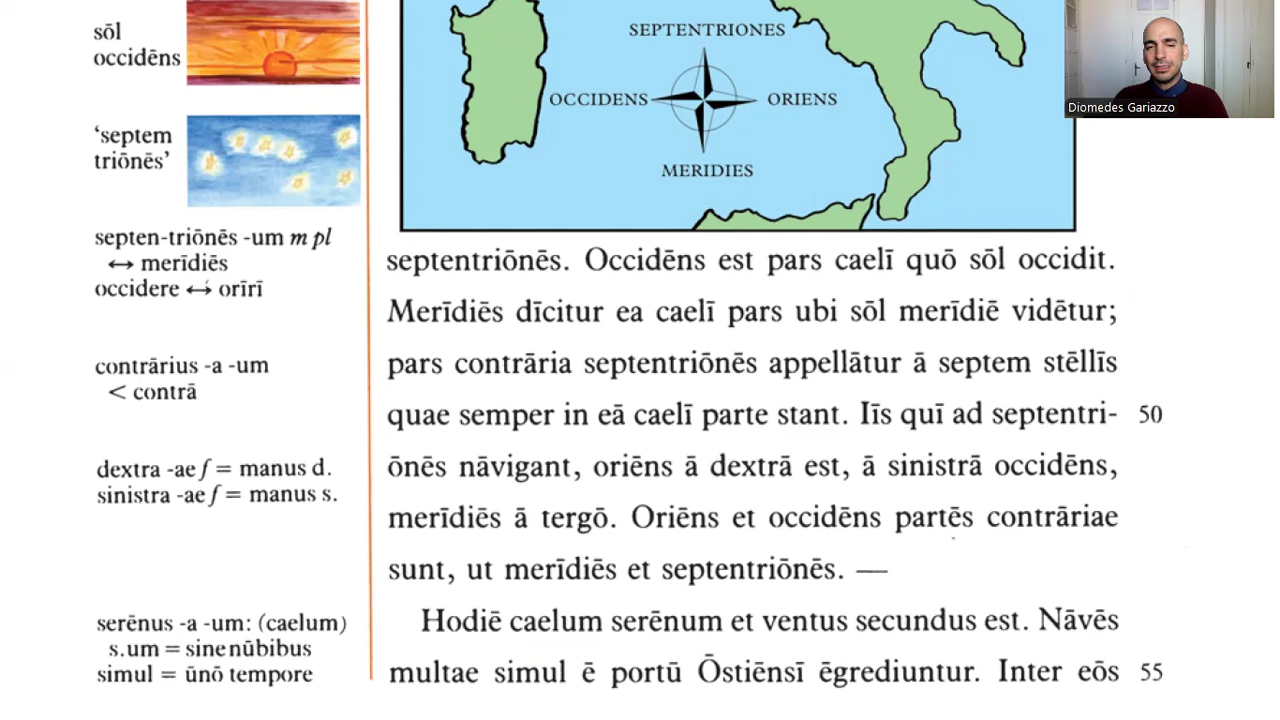 sōl
occidēns
‘septem
triōnēs’
septen-triōnēs -um m pl
↔ merīdiēs
occidere ↔ orīrī
contrārius -a -um
< contrā
dextra -ae f = manus d.
sinistra -ae f = manus s.
serēnus -a -um: (caelum)
s.um = sine nūbibus
simul = ūnō tempore
SEPTENTRIONES
OCCIDENS
ORIENS
MERIDIES
Diomedes Gariazzo
septentriōnēs. Occidēns est pars caelī quō sōl occidit.
Merīdiēs dīcitur ea caelī pars ubi sōl merīdiē vidētur;
pars contrāria septentriōnēs appellātur ā septem stēllīs
quae semper in eā caelī parte stant. Iīs quī ad septentri-
50
ōnēs nāvigant, oriēns ā dextrā est, ā sinistrā occidēns,
merīdiēs ā tergō. Oriēns et occidēns partēs contrāriae
sunt, ut merīdiēs et septentriōnēs. —
Hodiē caelum serēnum et ventus secundus est. Nāvēs
multae simul ē portū Ōstiēnsī ēgrediuntur. Inter eōs
55